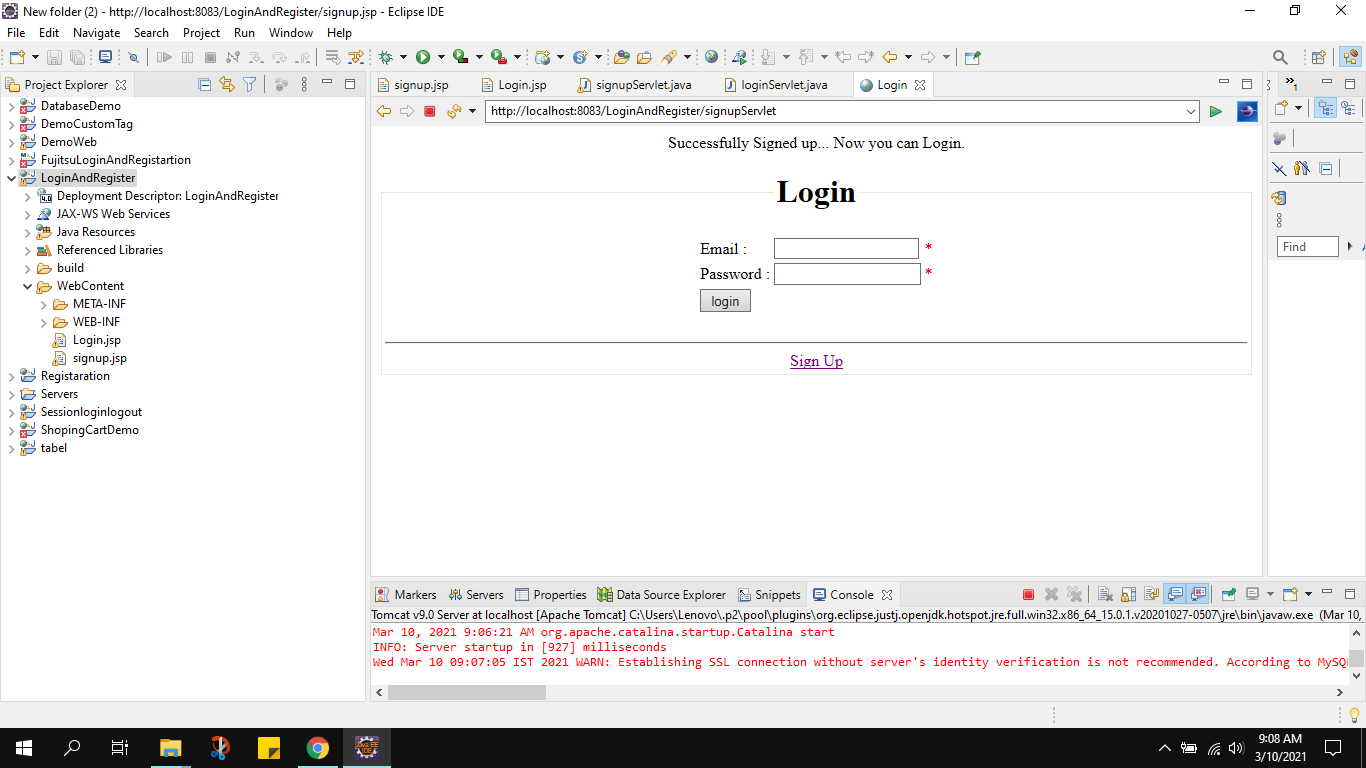 New folder (2) - http://localhost:8083/LoginAndRegister/signup.jsp - Eclipse IDE
File Edit Navigate Search Project Run Window Help
Project Explorer
DatabaseDemo
DemoCustomTag
DemoWeb
FujitsuLoginAndRegistartion
LoginAndRegister
Deployment Descriptor: LoginAndRegister
JAX-WS Web Services
Java Resources
Referenced Libraries
build
WebContent
META-INF
WEB-INF
Login.jsp
signup.jsp
Registaration
Servers
Sessionloginlogout
ShopingCartDemo
tabel
signup.jsp Login.jsp signupServlet.java loginServlet.java Login
http://localhost:8083/LoginAndRegister/signupServlet
Successfully Signed up... Now you can Login.
Login
Email : *
Password : *
login
Sign Up
»1
Find
Markers Servers Properties Data Source Explorer Snippets Console
Tomcat v9.0 Server at localhost [Apache Tomcat] C:\Users\Lenovo\.p2\pool\plugins\org.eclipse.justj.openjdk.hotspot.jre.full.win32.x86_64_15.0.1.v20201027-0507\jre\bin\javaw.exe (Mar 10,
Mar 10, 2021 9:06:21 AM org.apache.catalina.startup.Catalina start
INFO: Server startup in [927] milliseconds
Wed Mar 10 09:07:05 IST 2021 WARN: Establishing SSL connection without server's identity verification is not recommended. According to MySQ
9:08 AM
3/10/2021